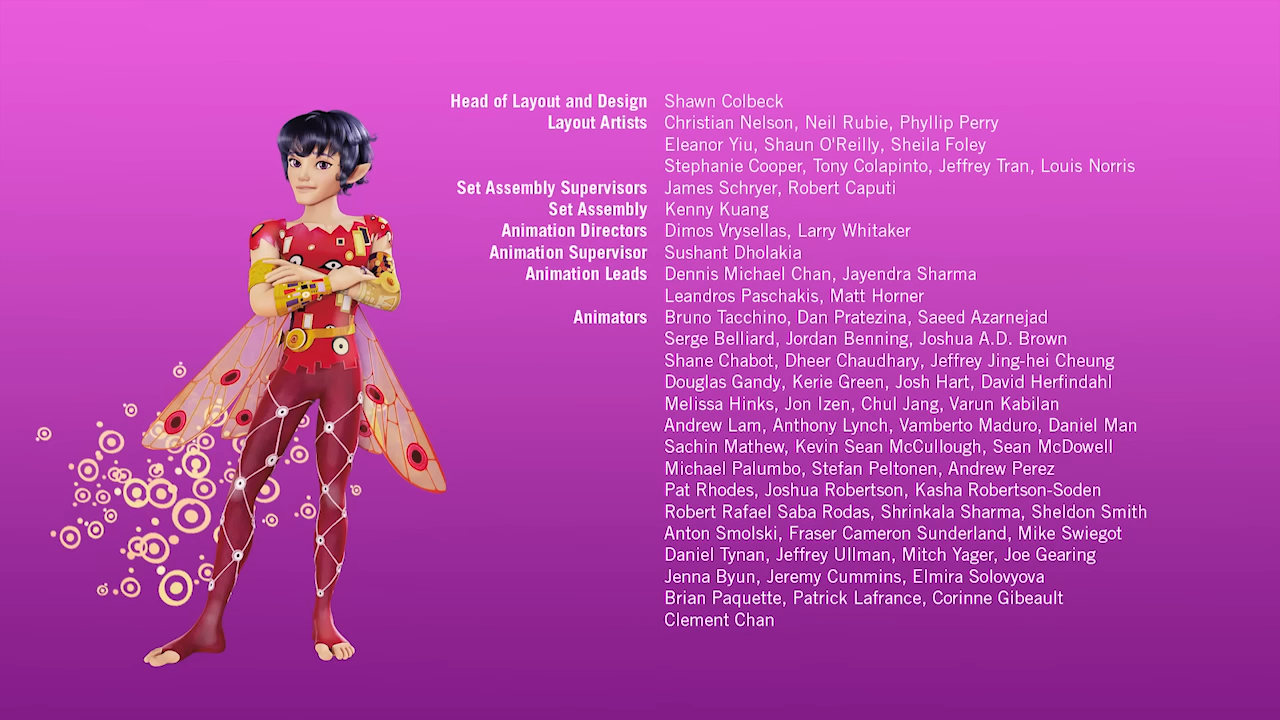 Head of Layout and Design Shawn Colbeck
Layout Artists Christian Nelson, Neil Rubie, Phyllip Perry
Eleanor Yiu, Shaun O'Reilly, Sheila Foley
Stephanie Cooper, Tony Colapinto, Jeffrey Tran, Louis Norris
Set Assembly Supervisors James Schryer, Robert Caputi
Set Assembly Kenny Kuang
Animation Directors Dimos Vrysellas, Larry Whitaker
Animation Supervisor Sushant Dholakia
Animation Leads Dennis Michael Chan, Jayendra Sharma
Leandros Paschakis, Matt Horner
Animators Bruno Tacchino, Dan Pratezina, Saeed Azarnejad
Serge Belliard, Jordan Benning, Joshua A.D. Brown
Shane Chabot, Dheer Chaudhary, Jeffrey Jing-hei Cheung
Douglas Gandy, Kerie Green, Josh Hart, David Herfindahl
Melissa Hinks, Jon Izen, Chul Jang, Varun Kabilan
Andrew Lam, Anthony Lynch, Vamberto Maduro, Daniel Man
Sachin Mathew, Kevin Sean McCullough, Sean McDowell
Michael Palumbo, Stefan Peltonen, Andrew Perez
Pat Rhodes, Joshua Robertson, Kasha Robertson-Soden
Robert Rafael Saba Rodas, Shrinkala Sharma, Sheldon Smith
Anton Smolski, Fraser Cameron Sunderland, Mike Swiegot
Daniel Tynan, Jeffrey Ullman, Mitch Yager, Joe Gearing
Jenna Byun, Jeremy Cummins, Elmira Solovyova
Brian Paquette, Patrick Lafrance, Corinne Gibeault
Clement Chan